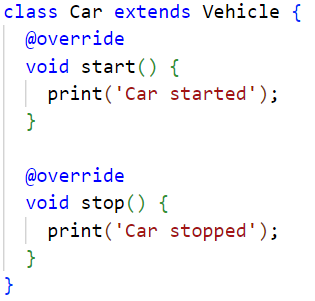 class Car extends Vehicle {
  @override
  void start() {
    print('Car started');
  }

  @override
  void stop() {
    print('Car stopped');
  }
}